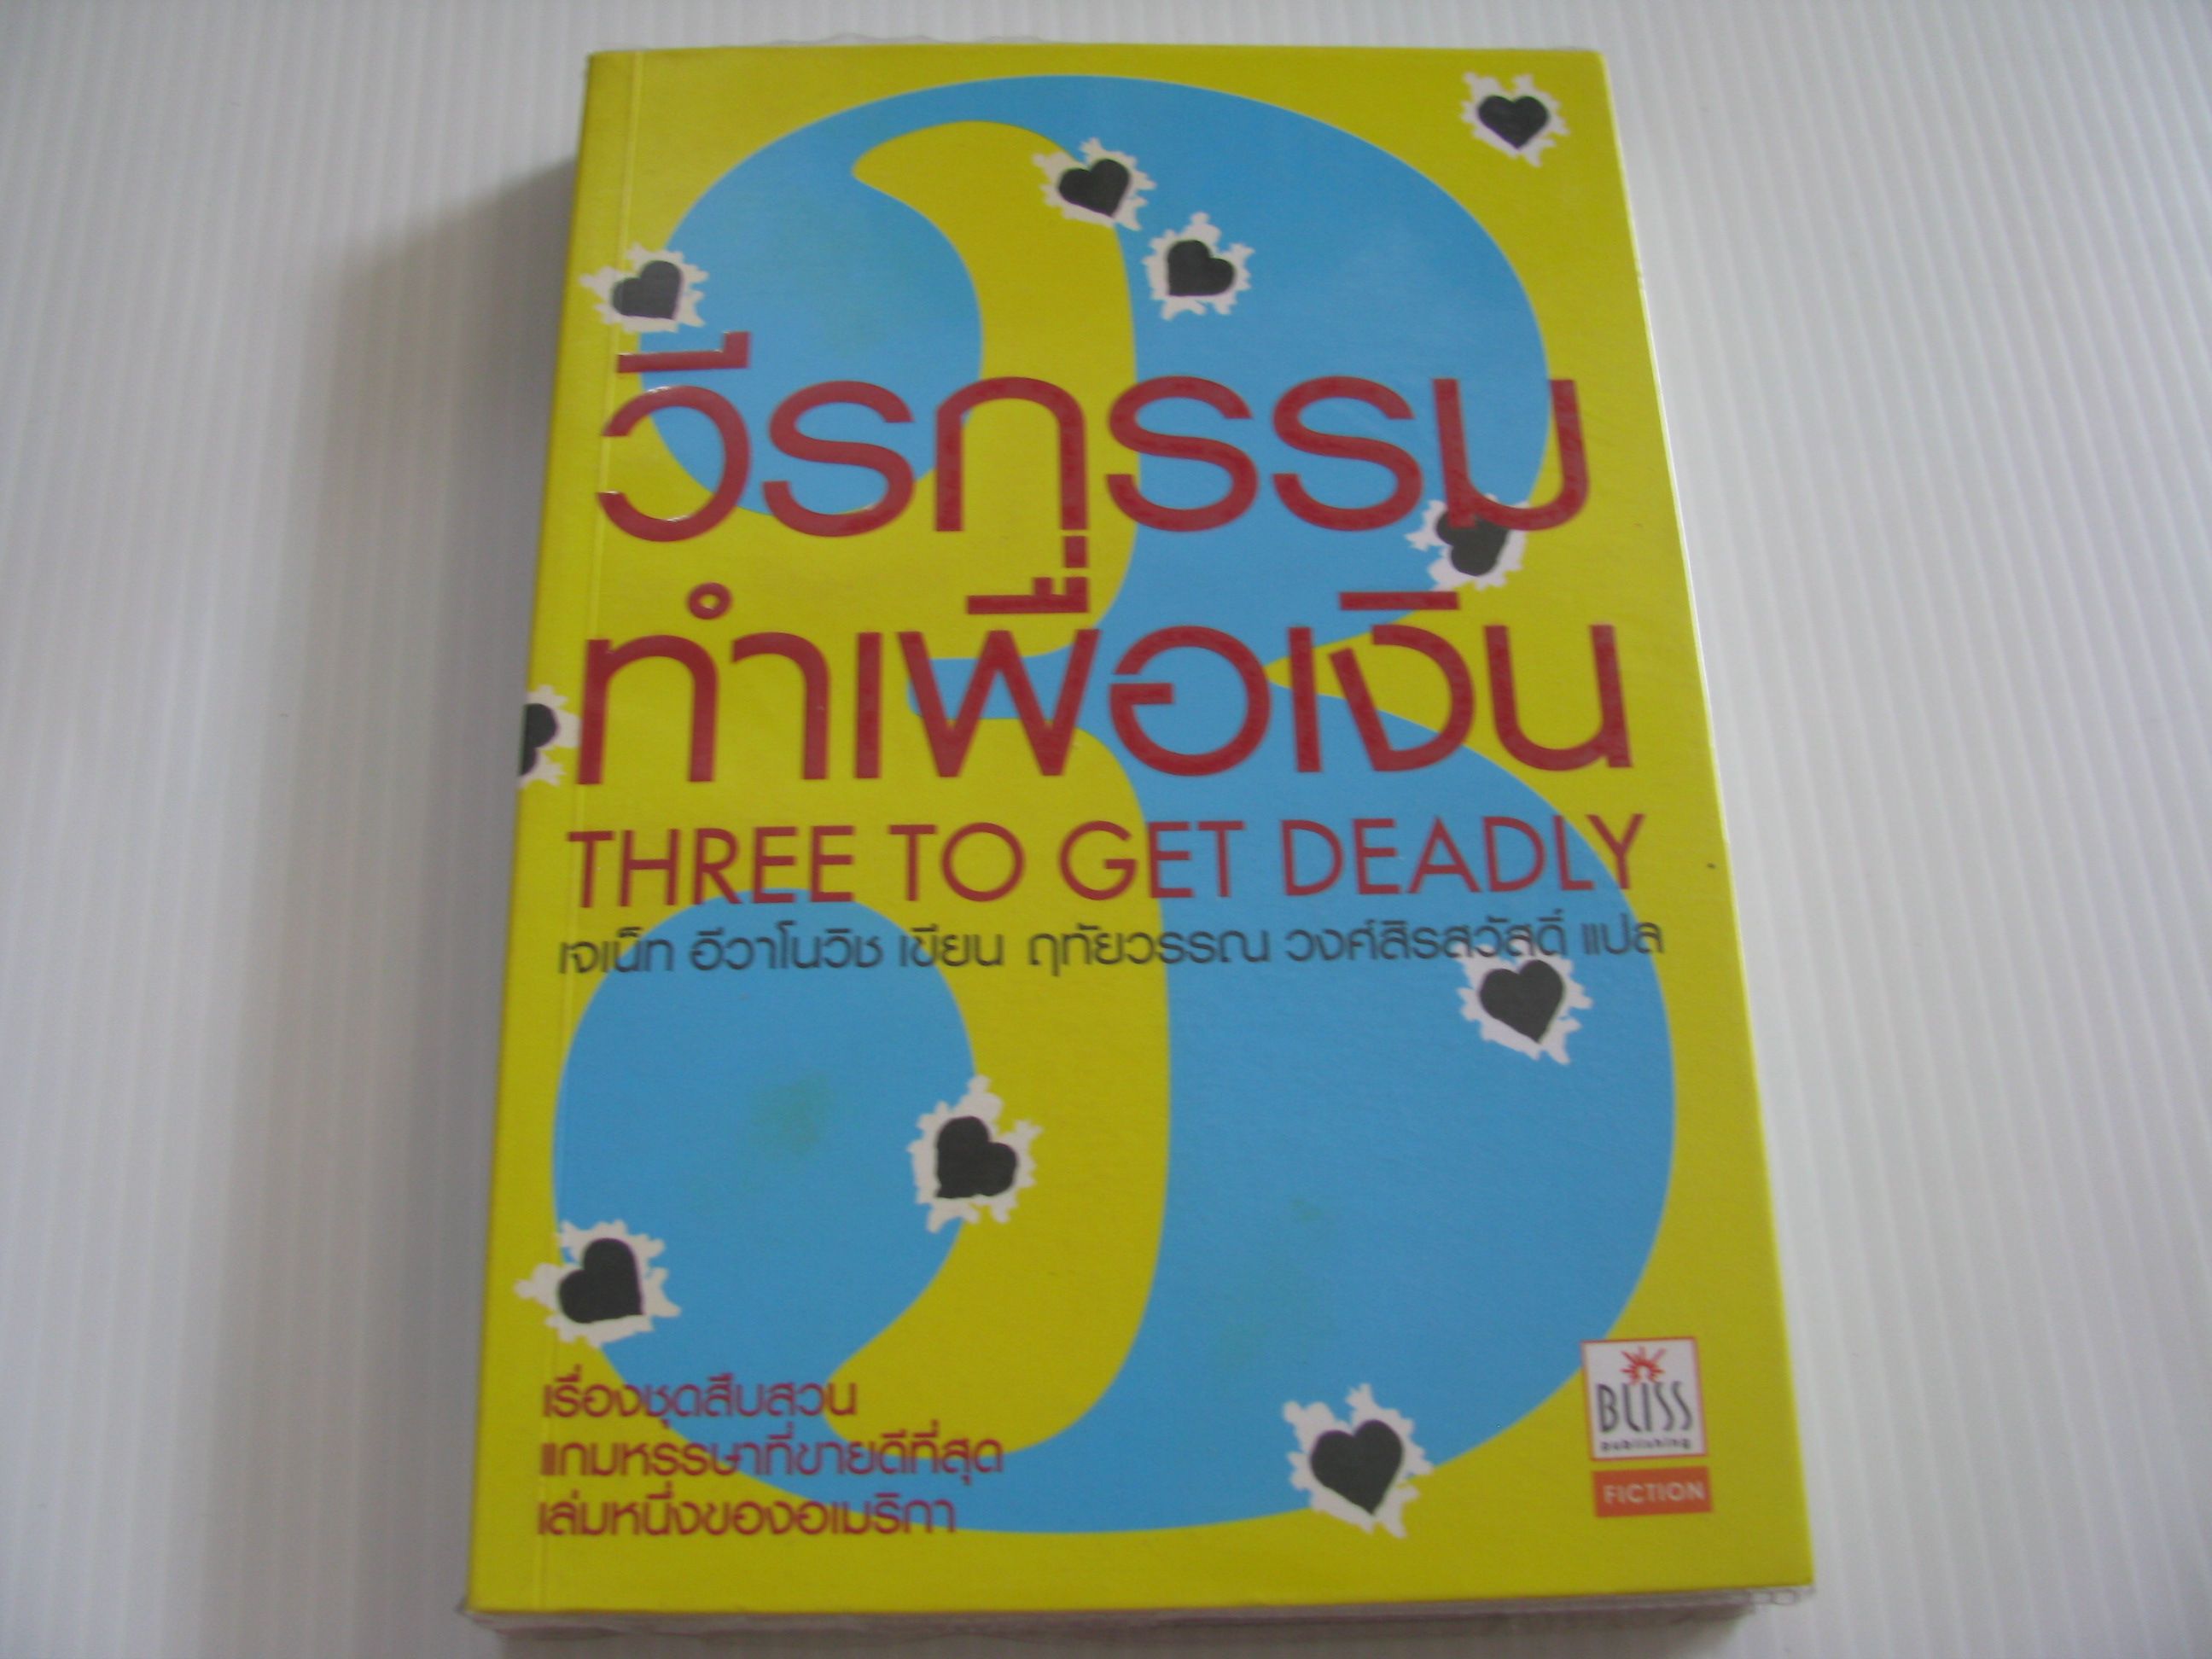 วีรกรรม
ทำเพื่อเงิน
THREE TO GET DEADLY
เจเน็ท อีวาโนวิช เขียน ฤทัยวรรณ วงศ์สิรสวัสดิ์ แปล
เรื่องชุดสืบสวน
แกมหรรษาที่ขายดีที่สุด
เล่มหนึ่งของอเมริกา
BLISS
publishing
FICTION